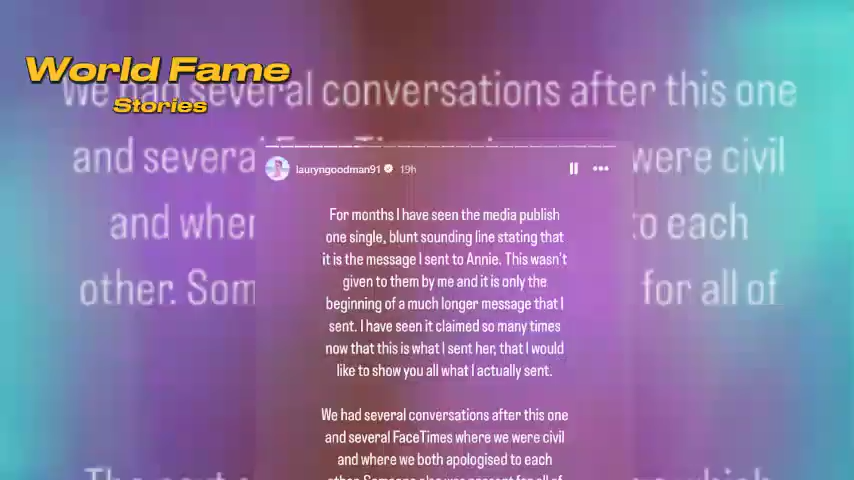 World Fame
Stories
We had several conversations after this one
and severa
were civil
and wher
to each
other. Som
for all of
lauryngoodman91 19h
For months I have seen the media publish
one single, blunt sounding line stating that
it is the message I sent to Annie. This wasn't
given to them by me and it is only the
beginning of a much longer message that I
sent. I have seen it claimed so many times
now that this is what I sent her, that I would
like to show you all what I actually sent.
We had several conversations after this one
and several FaceTimes where we were civil
and where we both apologised to each